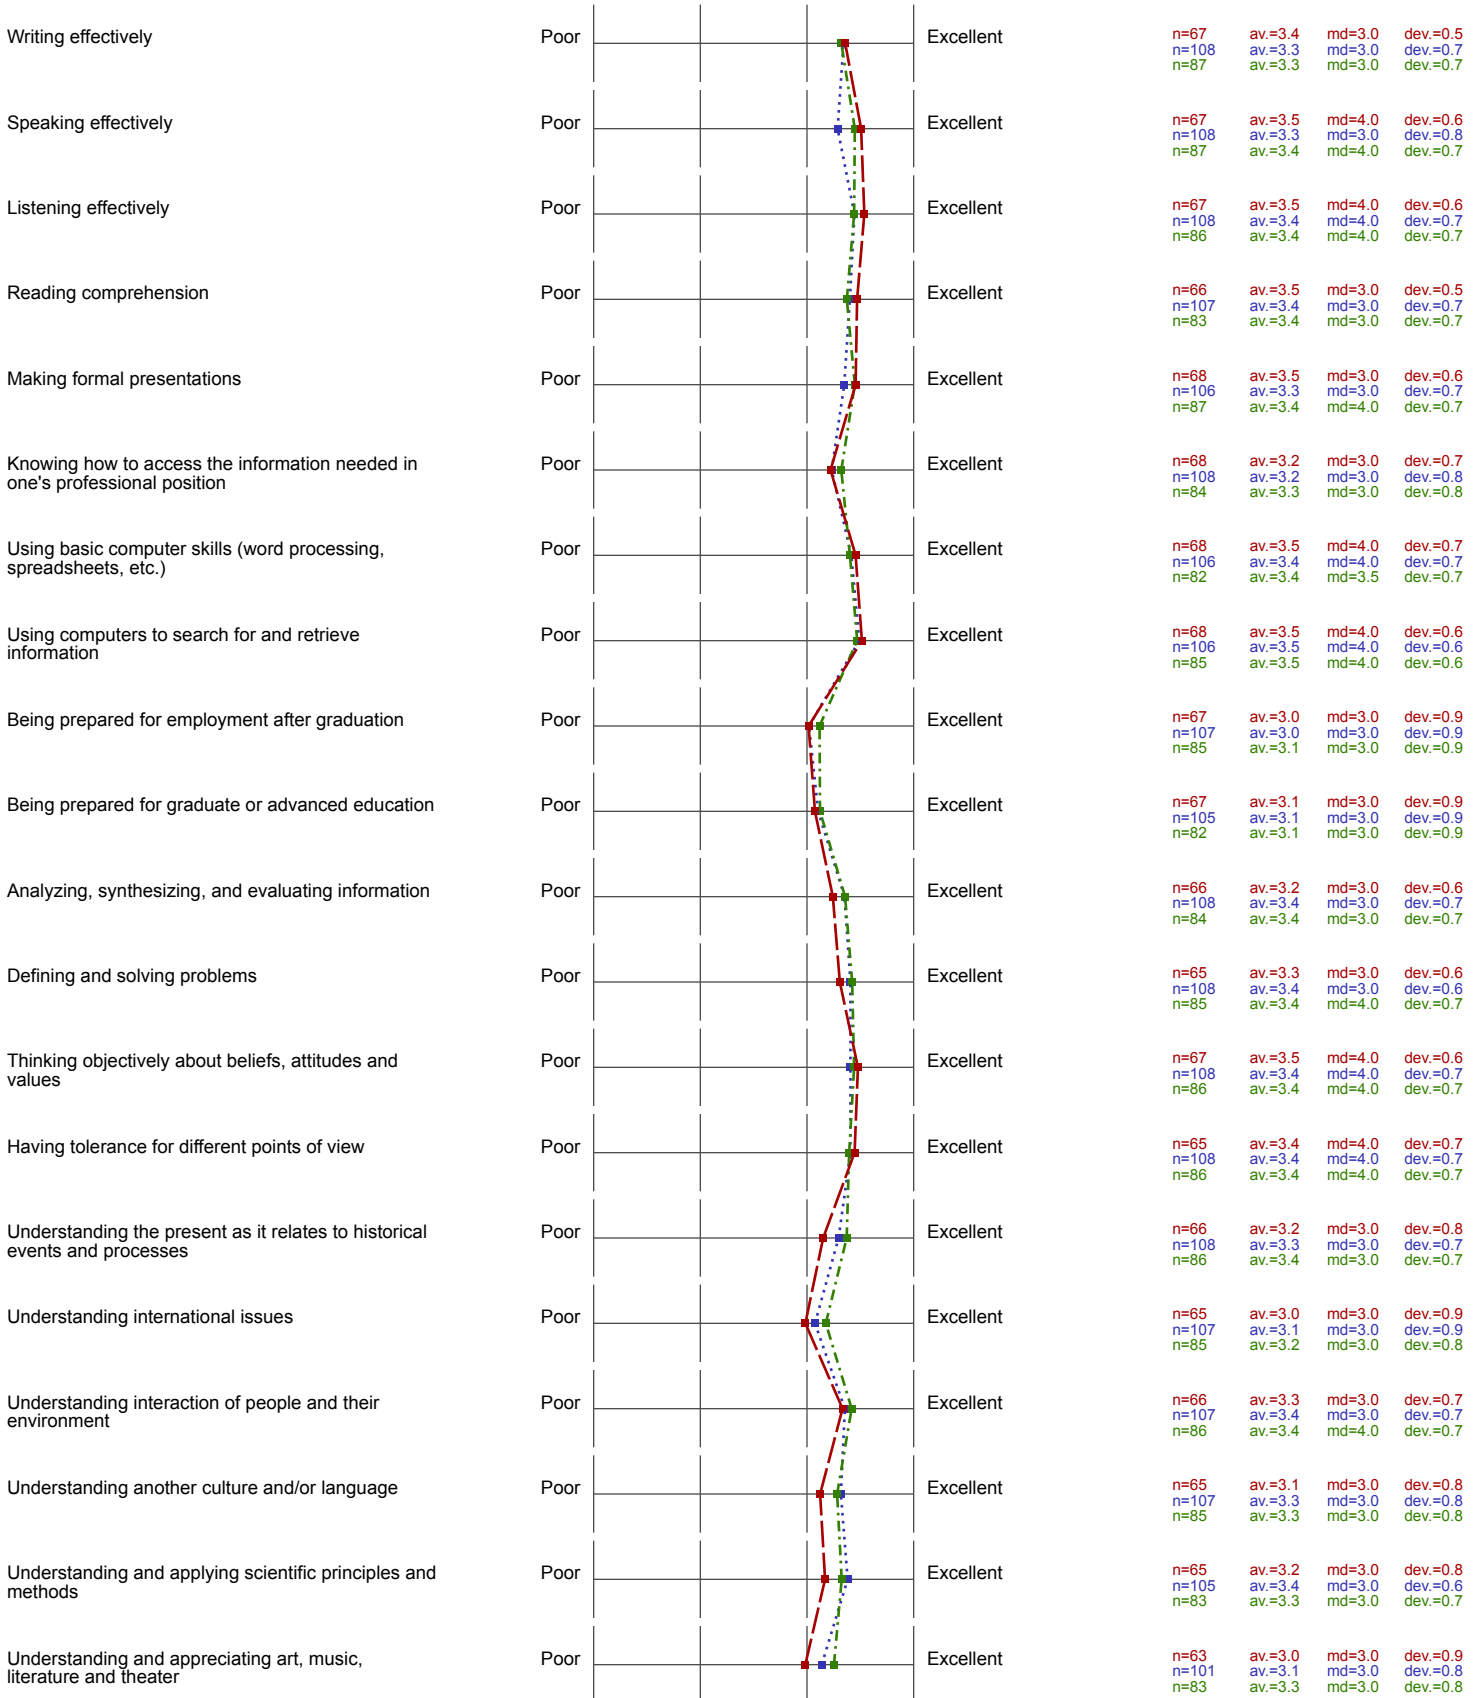 Writing effectively
Poor
Excellent
n=67 av.=3.4 md=3.0 dev.=0.5
n=108 av.=3.3 md=3.0 dev.=0.7
n=87 av.=3.3 md=3.0 dev.=0.7
Speaking effectively
Poor
Excellent
n=67 av.=3.5 md=4.0 dev.=0.6
n=108 av.=3.3 md=3.0 dev.=0.8
n=87 av.=3.4 md=4.0 dev.=0.7
Listening effectively
Poor
Excellent
n=67 av.=3.5 md=4.0 dev.=0.6
n=108 av.=3.4 md=4.0 dev.=0.7
n=86 av.=3.4 md=4.0 dev.=0.7
Reading comprehension
Poor
Excellent
n=66 av.=3.5 md=3.0 dev.=0.5
n=107 av.=3.4 md=3.0 dev.=0.7
n=83 av.=3.4 md=3.0 dev.=0.7
Making formal presentations
Poor
Excellent
n=68 av.=3.5 md=3.0 dev.=0.6
n=106 av.=3.3 md=3.0 dev.=0.7
n=87 av.=3.4 md=4.0 dev.=0.7
Knowing how to access the information needed in
one's professional position
Poor
Excellent
n=68 av.=3.2 md=3.0 dev.=0.7
n=108 av.=3.2 md=3.0 dev.=0.8
n=84 av.=3.3 md=3.0 dev.=0.8
Using basic computer skills (word processing,
spreadsheets, etc.)
Poor
Excellent
n=68 av.=3.5 md=4.0 dev.=0.7
n=106 av.=3.4 md=4.0 dev.=0.7
n=82 av.=3.4 md=3.5 dev.=0.7
Using computers to search for and retrieve
information
Poor
Excellent
n=68 av.=3.5 md=4.0 dev.=0.6
n=106 av.=3.5 md=4.0 dev.=0.6
n=85 av.=3.5 md=4.0 dev.=0.6
Being prepared for employment after graduation
Poor
Excellent
n=67 av.=3.0 md=3.0 dev.=0.9
n=107 av.=3.0 md=3.0 dev.=0.9
n=85 av.=3.1 md=3.0 dev.=0.9
Being prepared for graduate or advanced education
Poor
Excellent
n=67 av.=3.1 md=3.0 dev.=0.9
n=105 av.=3.1 md=3.0 dev.=0.9
n=82 av.=3.1 md=3.0 dev.=0.9
Analyzing, synthesizing, and evaluating information
Poor
Excellent
n=66 av.=3.2 md=3.0 dev.=0.6
n=108 av.=3.4 md=3.0 dev.=0.7
n=84 av.=3.4 md=3.0 dev.=0.7
Defining and solving problems
Poor
Excellent
n=65 av.=3.3 md=3.0 dev.=0.6
n=108 av.=3.4 md=3.0 dev.=0.6
n=85 av.=3.4 md=4.0 dev.=0.7
Thinking objectively about beliefs, attitudes and
values
Poor
Excellent
n=67 av.=3.5 md=4.0 dev.=0.6
n=108 av.=3.4 md=4.0 dev.=0.7
n=86 av.=3.4 md=4.0 dev.=0.7
Having tolerance for different points of view
Poor
Excellent
n=65 av.=3.4 md=4.0 dev.=0.7
n=108 av.=3.4 md=4.0 dev.=0.7
n=86 av.=3.4 md=4.0 dev.=0.7
Understanding the present as it relates to historical
events and processes
Poor
Excellent
n=66 av.=3.2 md=3.0 dev.=0.8
n=108 av.=3.3 md=3.0 dev.=0.7
n=86 av.=3.4 md=3.0 dev.=0.7
Understanding international issues
Poor
Excellent
n=65 av.=3.0 md=3.0 dev.=0.9
n=107 av.=3.1 md=3.0 dev.=0.9
n=85 av.=3.2 md=3.0 dev.=0.8
Understanding interaction of people and their
environment
Poor
Excellent
n=66 av.=3.3 md=3.0 dev.=0.7
n=107 av.=3.4 md=3.0 dev.=0.7
n=86 av.=3.4 md=4.0 dev.=0.7
Understanding another culture and/or language
Poor
Excellent
n=65 av.=3.1 md=3.0 dev.=0.8
n=107 av.=3.3 md=3.0 dev.=0.8
n=85 av.=3.3 md=3.0 dev.=0.8
Understanding and applying scientific principles and
methods
Poor
Excellent
n=65 av.=3.2 md=3.0 dev.=0.8
n=105 av.=3.4 md=3.0 dev.=0.6
n=83 av.=3.3 md=3.0 dev.=0.7
Understanding and appreciating art, music,
literature and theater
Poor
Excellent
n=63 av.=3.0 md=3.0 dev.=0.9
n=101 av.=3.1 md=3.0 dev.=0.8
n=83 av.=3.3 md=3.0 dev.=0.8